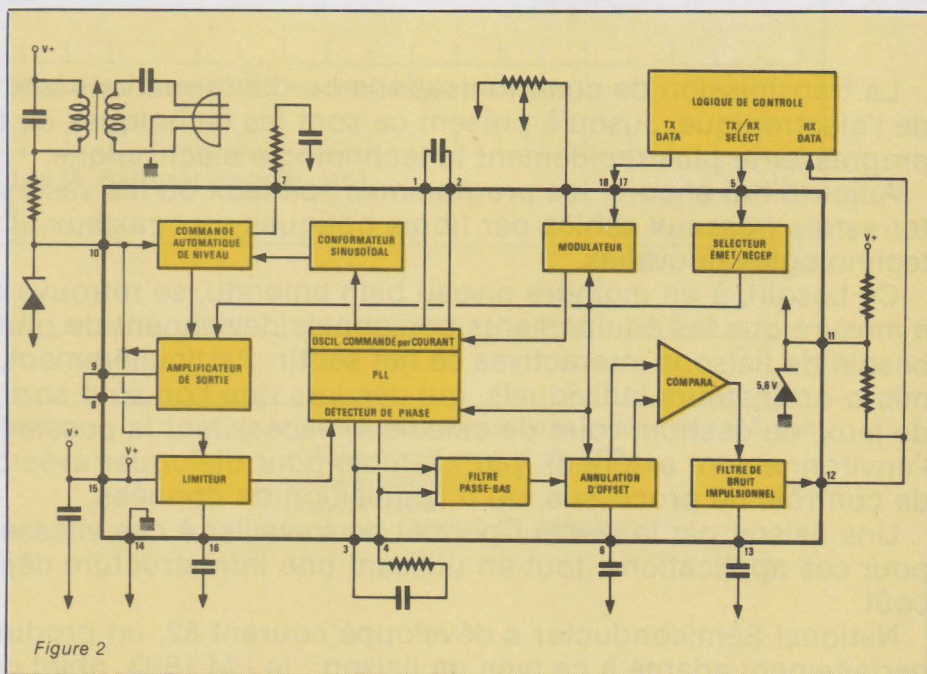 V+
7
1
2
18
17
5
LOGIQUE DE CONTROLE
TX DATA
TX/RX SELECT
RX DATA
10
COMMANDE
AUTOMATIQUE
DE NIVEAU
CONFORMATEUR
SINUSOÏDAL
MODULATEUR
SELECTEUR
EMET/RÉCEP.
11
9
8
AMPLIFICATEUR
DE SORTIE
OSCIL COMMANDÉ par COURANT
PLL
DÉTECTEUR DE PHASE
COMPARA.
5,6 V
V+
V+
15
LIMITEUR
FILTRE
PASSE-BAS
ANNULATION
D'OFFSET
FILTRE DE
BRUIT
IMPULSIONNEL
12
14
16
3
4
6
13
Figure 2